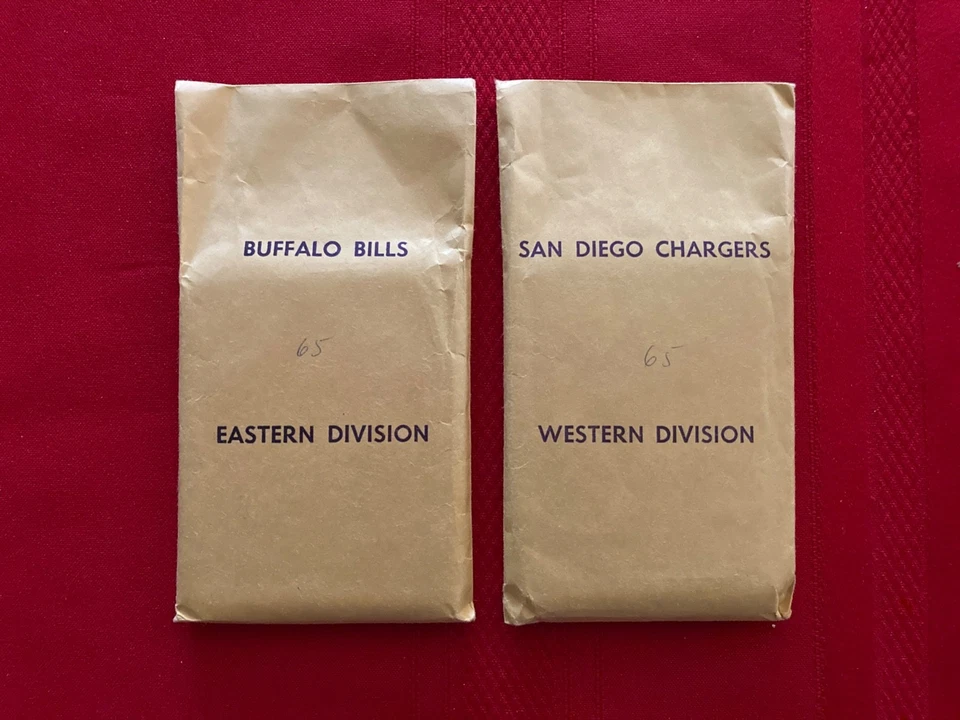 BUFFALO BILLS
65
EASTERN DIVISION
SAN DIEGO CHARGERS
65
WESTERN DIVISION